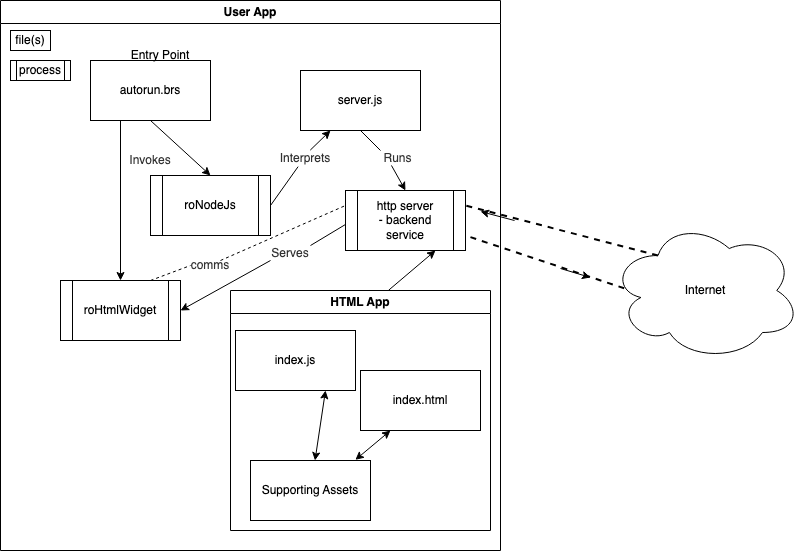 User App
file(s)
process
Entry Point
autorun.brs
server.js
Invokes
Interprets
Runs
roNodeJs
http server
- backend
service
comms
Serves
Internet
roHtmlWidget
HTML App
index.js
index.html
Supporting Assets